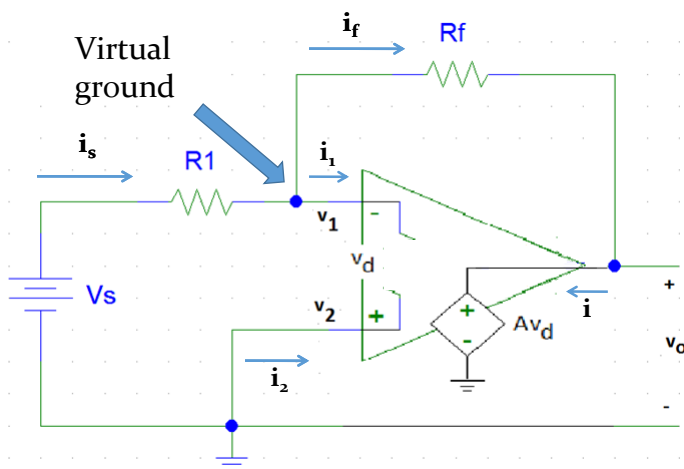 i_f
Rf
Virtual
ground
i_s
R1
i_1
v_1
-
v_d
Vs
v_2
+
+
-
Av_d
i
+
v_o
-
i_2